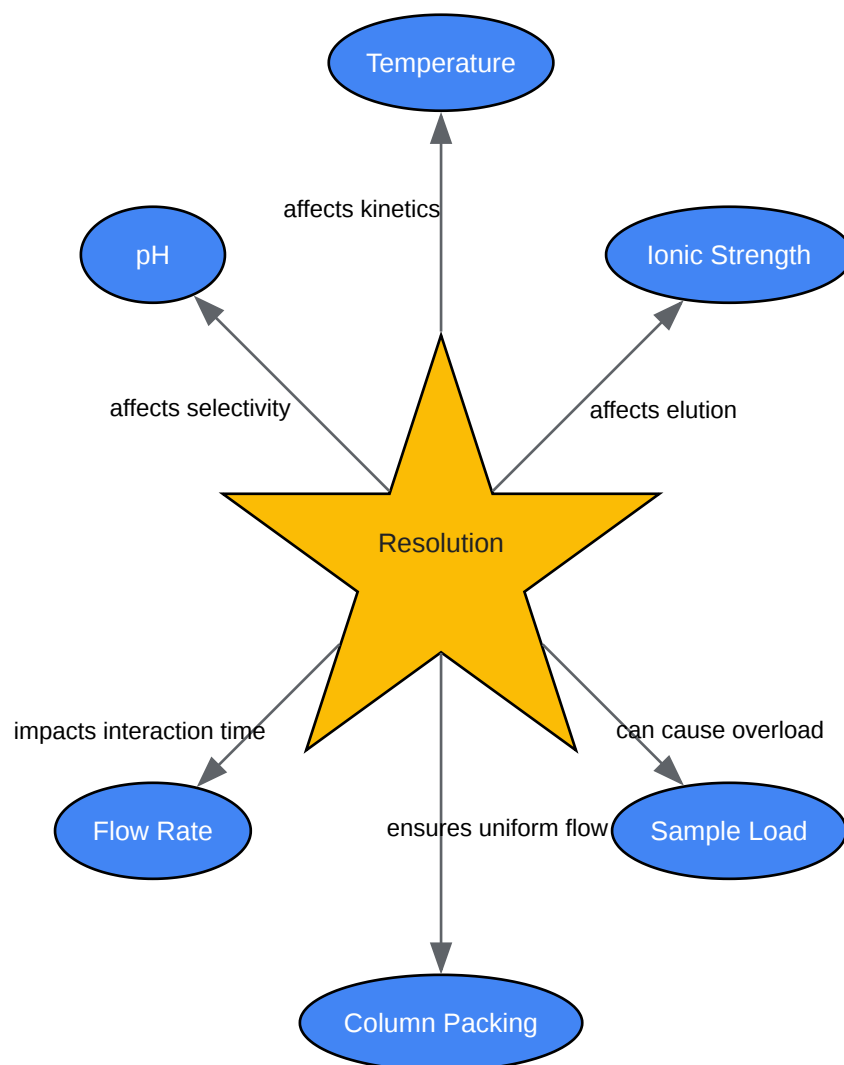 Temperature
affects kinetics
pH
Ionic Strength
affects selectivity
affects elution
Resolution
impacts interaction time
can cause overload
Flow Rate
ensures uniform flow
Sample Load
Column Packing